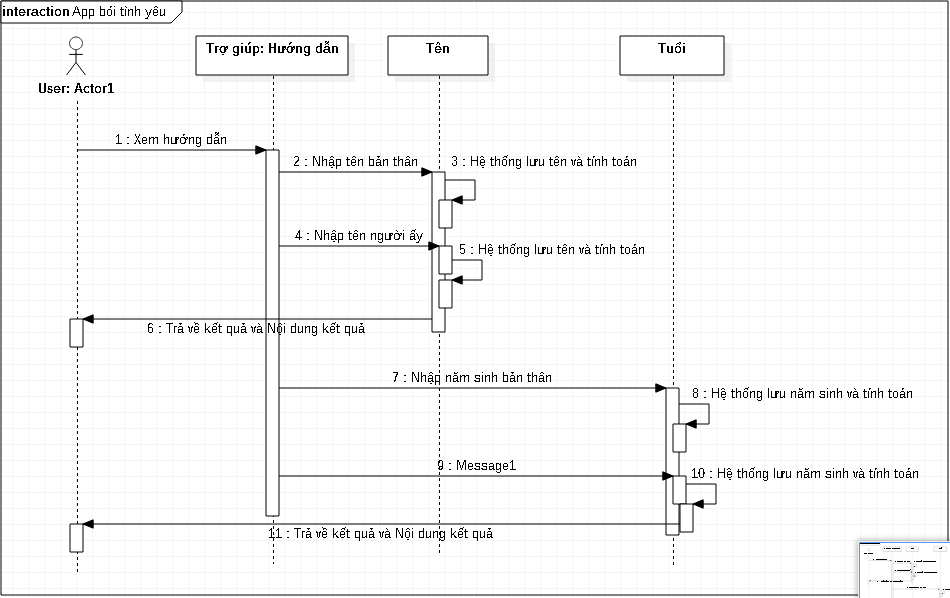 interaction App bói tình yêu
Trợ giúp: Hướng dẫn
Tên
Tuổi
User: Actor1
1 : Xem hướng dẫn
2 : Nhập tên bản thân
3 : Hệ thống lưu tên và tính toán
4 : Nhập tên người ấy
5 : Hệ thống lưu tên và tính toán
6 : Trả về kết quả và Nội dung kết quả
7 : Nhập năm sinh bản thân
8 : Hệ thống lưu năm sinh và tính toán
9 : Message1
10 : Hệ thống lưu năm sinh và tính toán
11 : Trả về kết quả và Nội dung kết quả